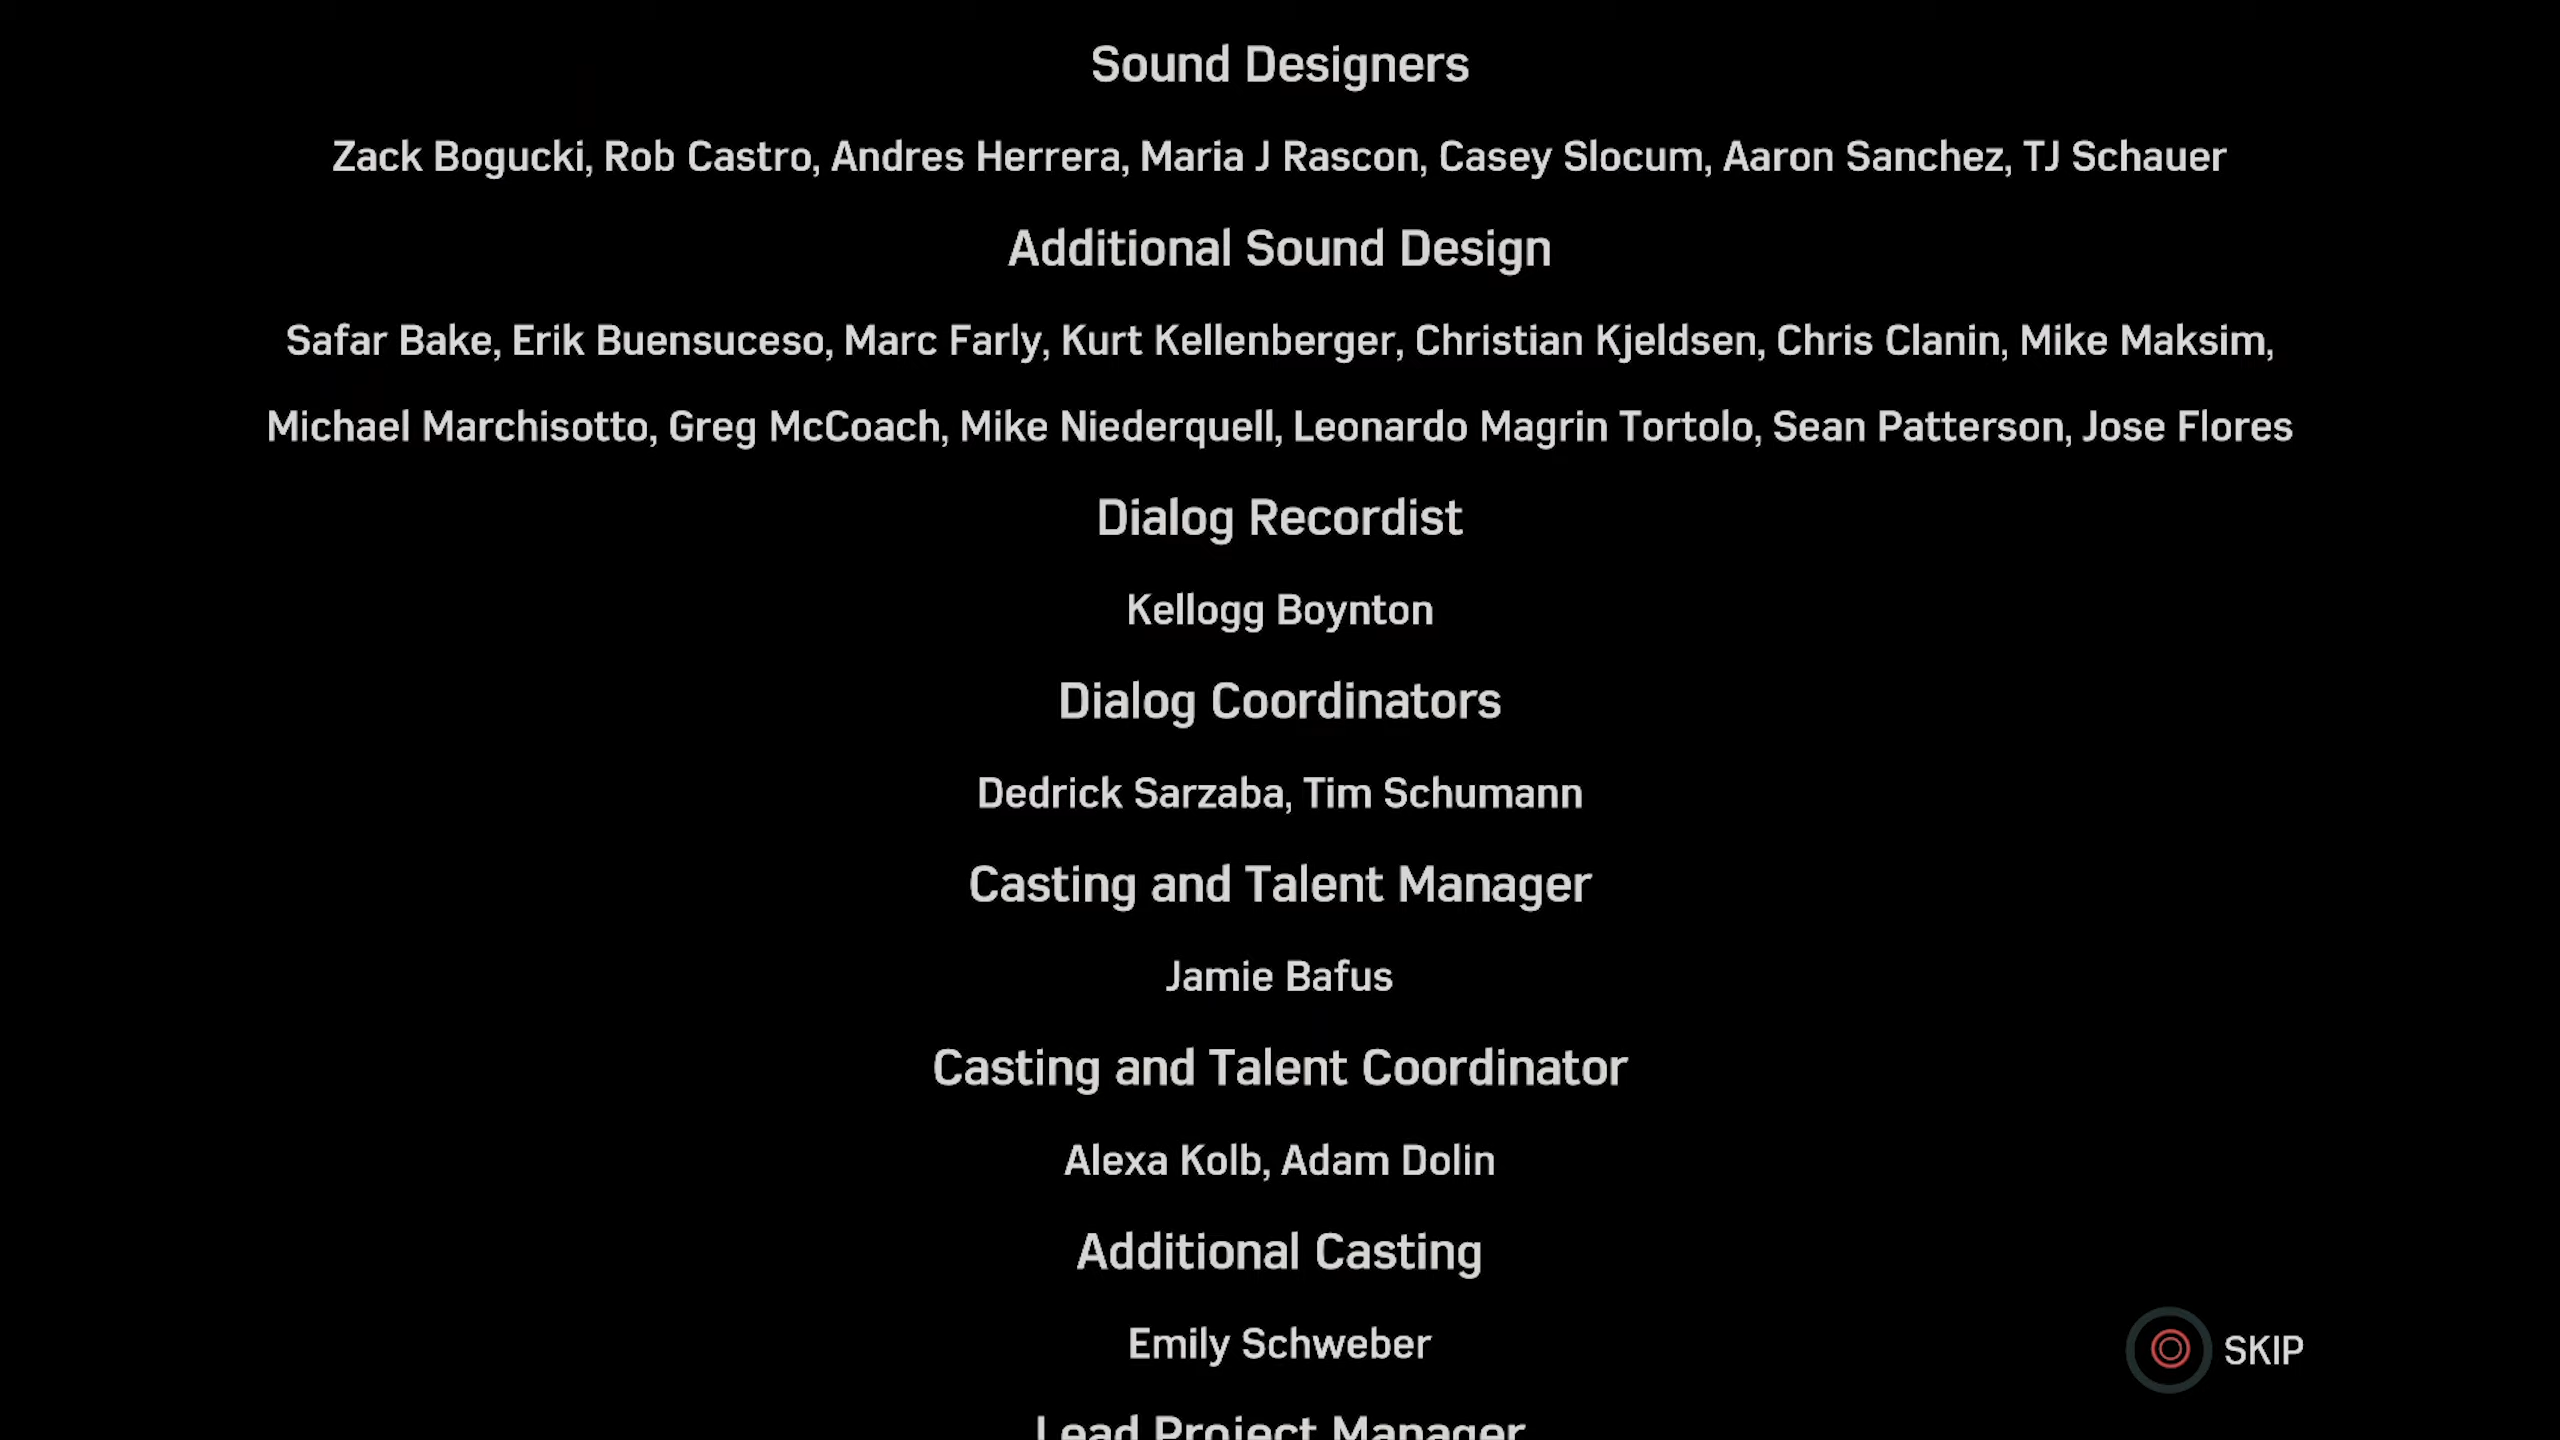 Sound Designers
Zack Bogucki, Rob Castro, Andres Herrera, Maria J Rascon, Casey Slocum, Aaron Sanchez, TJ Schauer
Additional Sound Design
Safar Bake, Erik Buensuceso, Marc Farly, Kurt Kellenberger, Christian Kjeldsen, Chris Clanin, Mike Maksim,
Michael Marchisotto, Greg McCoach, Mike Niederquell, Leonardo Magrin Tortolo, Sean Patterson, Jose Flores
Dialog Recordist
Kellogg Boynton
Dialog Coordinators
Dedrick Sarzaba, Tim Schumann
Casting and Talent Manager
Jamie Bafus
Casting and Talent Coordinator
Alexa Kolb, Adam Dolin
Additional Casting
Emily Schweber
SKIP
Lead Project Manager